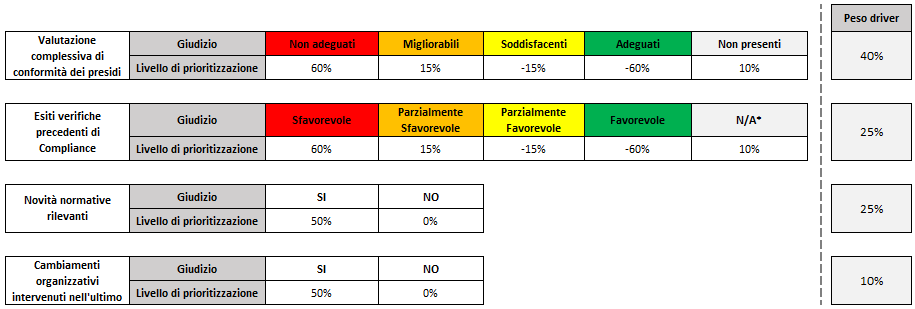 Peso driver
Valutazione complessiva di conformità dei presidi
Giudizio Non adeguati Migliorabili Soddisfacenti Adeguati Non presenti
Livello di prioritizzazione 60% 15% -15% -60% 10%
40%
Esiti verifiche precedenti di Compliance
Giudizio Sfavorevole Parzialmente Sfavorevole Parzialmente Favorevole Favorevole N/A*
Livello di prioritizzazione 60% 15% -15% -60% 10%
25%
Novità normative rilevanti
Giudizio SI NO
Livello di prioritizzazione 50% 0%
25%
Cambiamenti organizzativi intervenuti nell'ultimo
Giudizio SI NO
Livello di prioritizzazione 50% 0%
10%